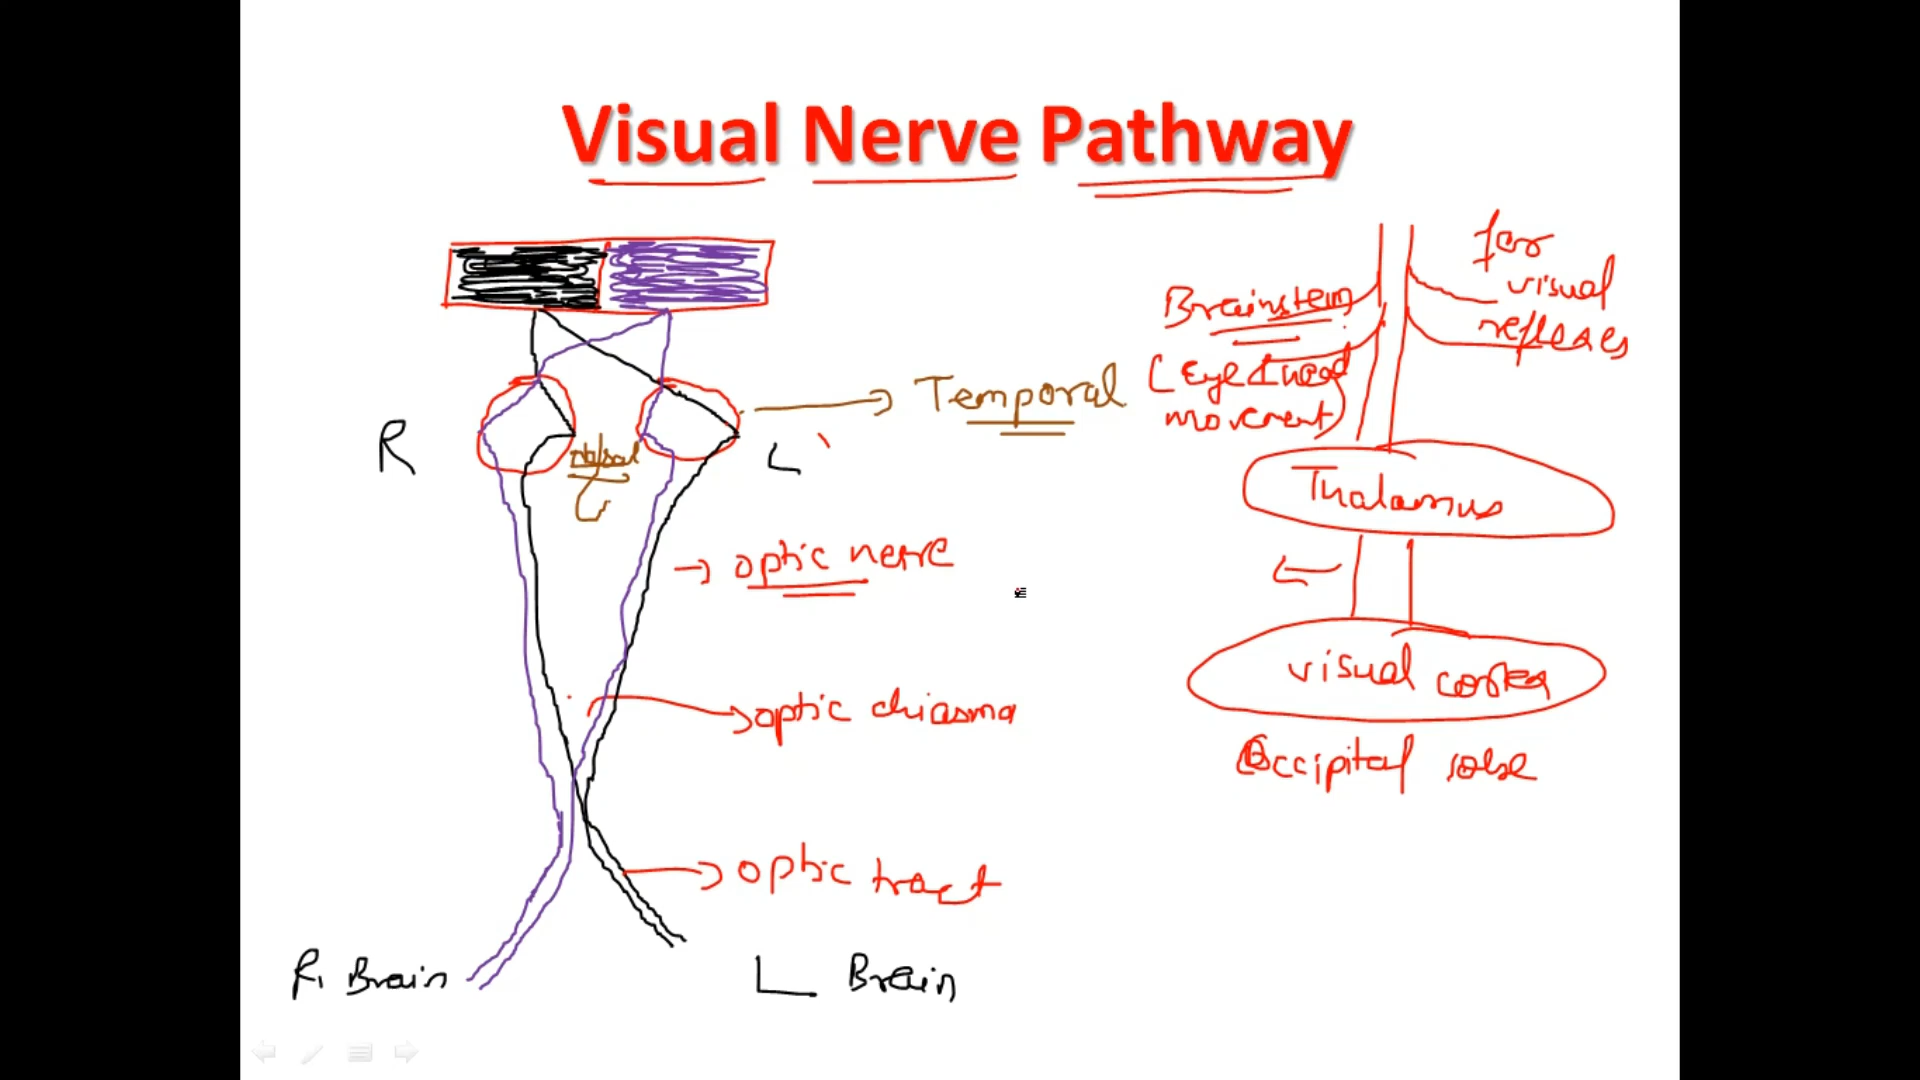 Visual Nerve Pathway
for
visual
reflexes
Brainstem
(Eye & head
movement)
Temporal
R
Nasal
L
Thalamus
optic nerve
visual cortex
optic chiasma
Occipital lobe
optic tract
R. Brain
L Brain